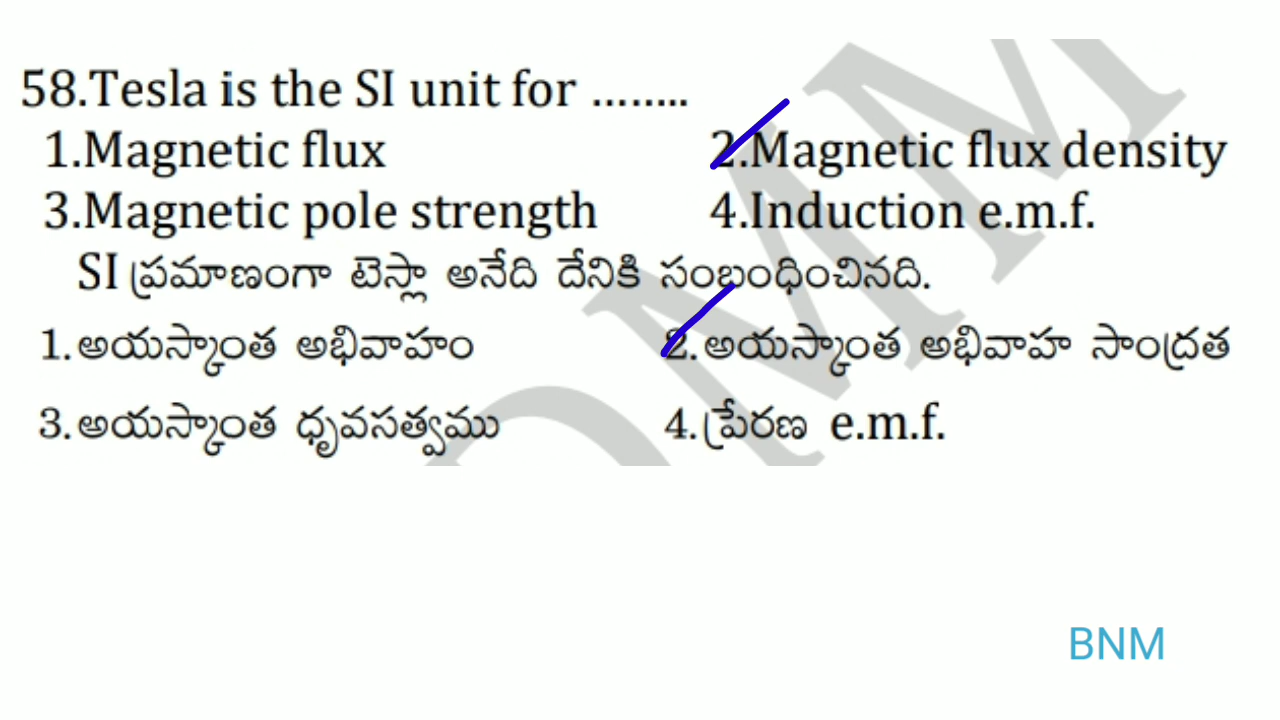 58.Tesla is the SI unit for ........
1.Magnetic flux 2.Magnetic flux density
3.Magnetic pole strength 4.Induction e.m.f.
SI ప్రమాణంగా టెస్లా అనేది దేనికి సంబంధించినది.
1.అయస్కాంత అభివాహం 2.అయస్కాంత అభివాహ సాంద్రత
3.అయస్కాంత ధృవసత్వము 4.ప్రేరణ e.m.f.
BNM